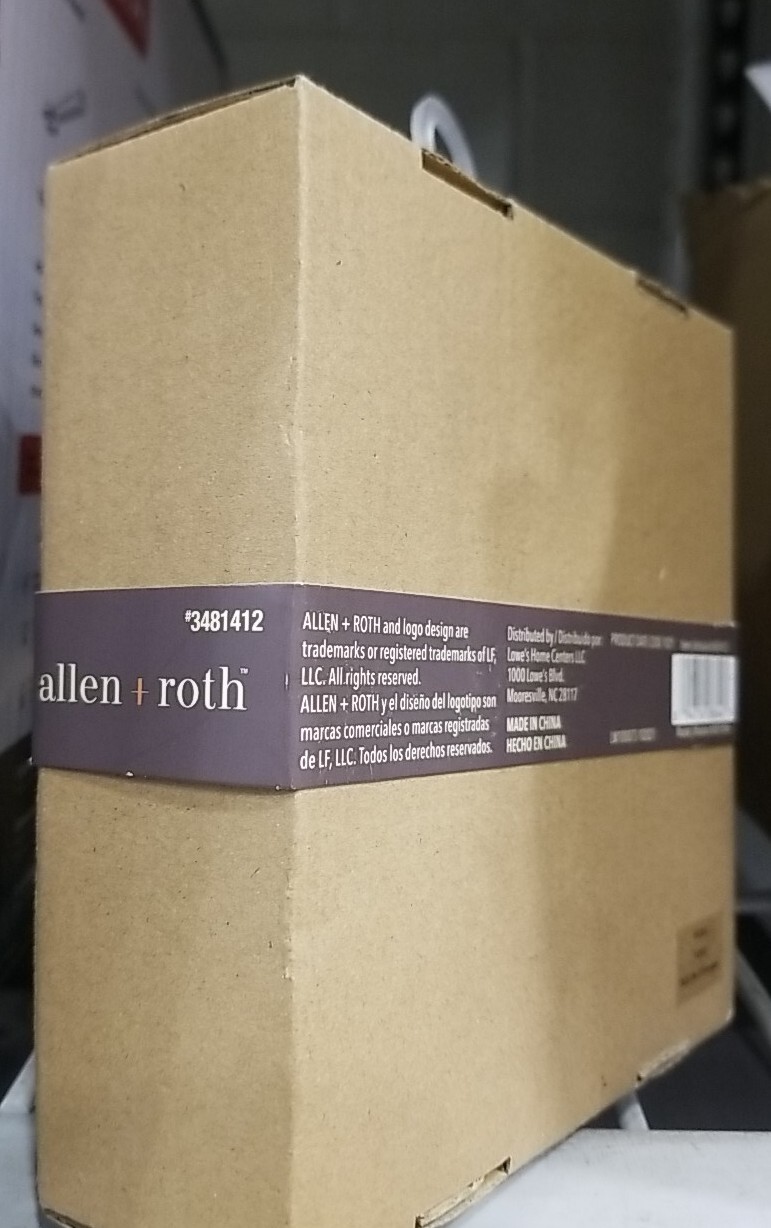 #3481412
allen + roth™
ALLEN + ROTH and logo design are
trademarks or registered trademarks of LF,
LLC. All rights reserved.
ALLEN + ROTH y el diseño del logotipo son
marcas comerciales o marcas registradas
de LF, LLC. Todos los derechos reservados.
Distributed by / Distribuido por:
Lowe's Home Centers LLC
1000 Lowe's Blvd.
Mooresville, NC 28117
MADE IN CHINA
HECHO EN CHINA
PRODUCT DATE CODE